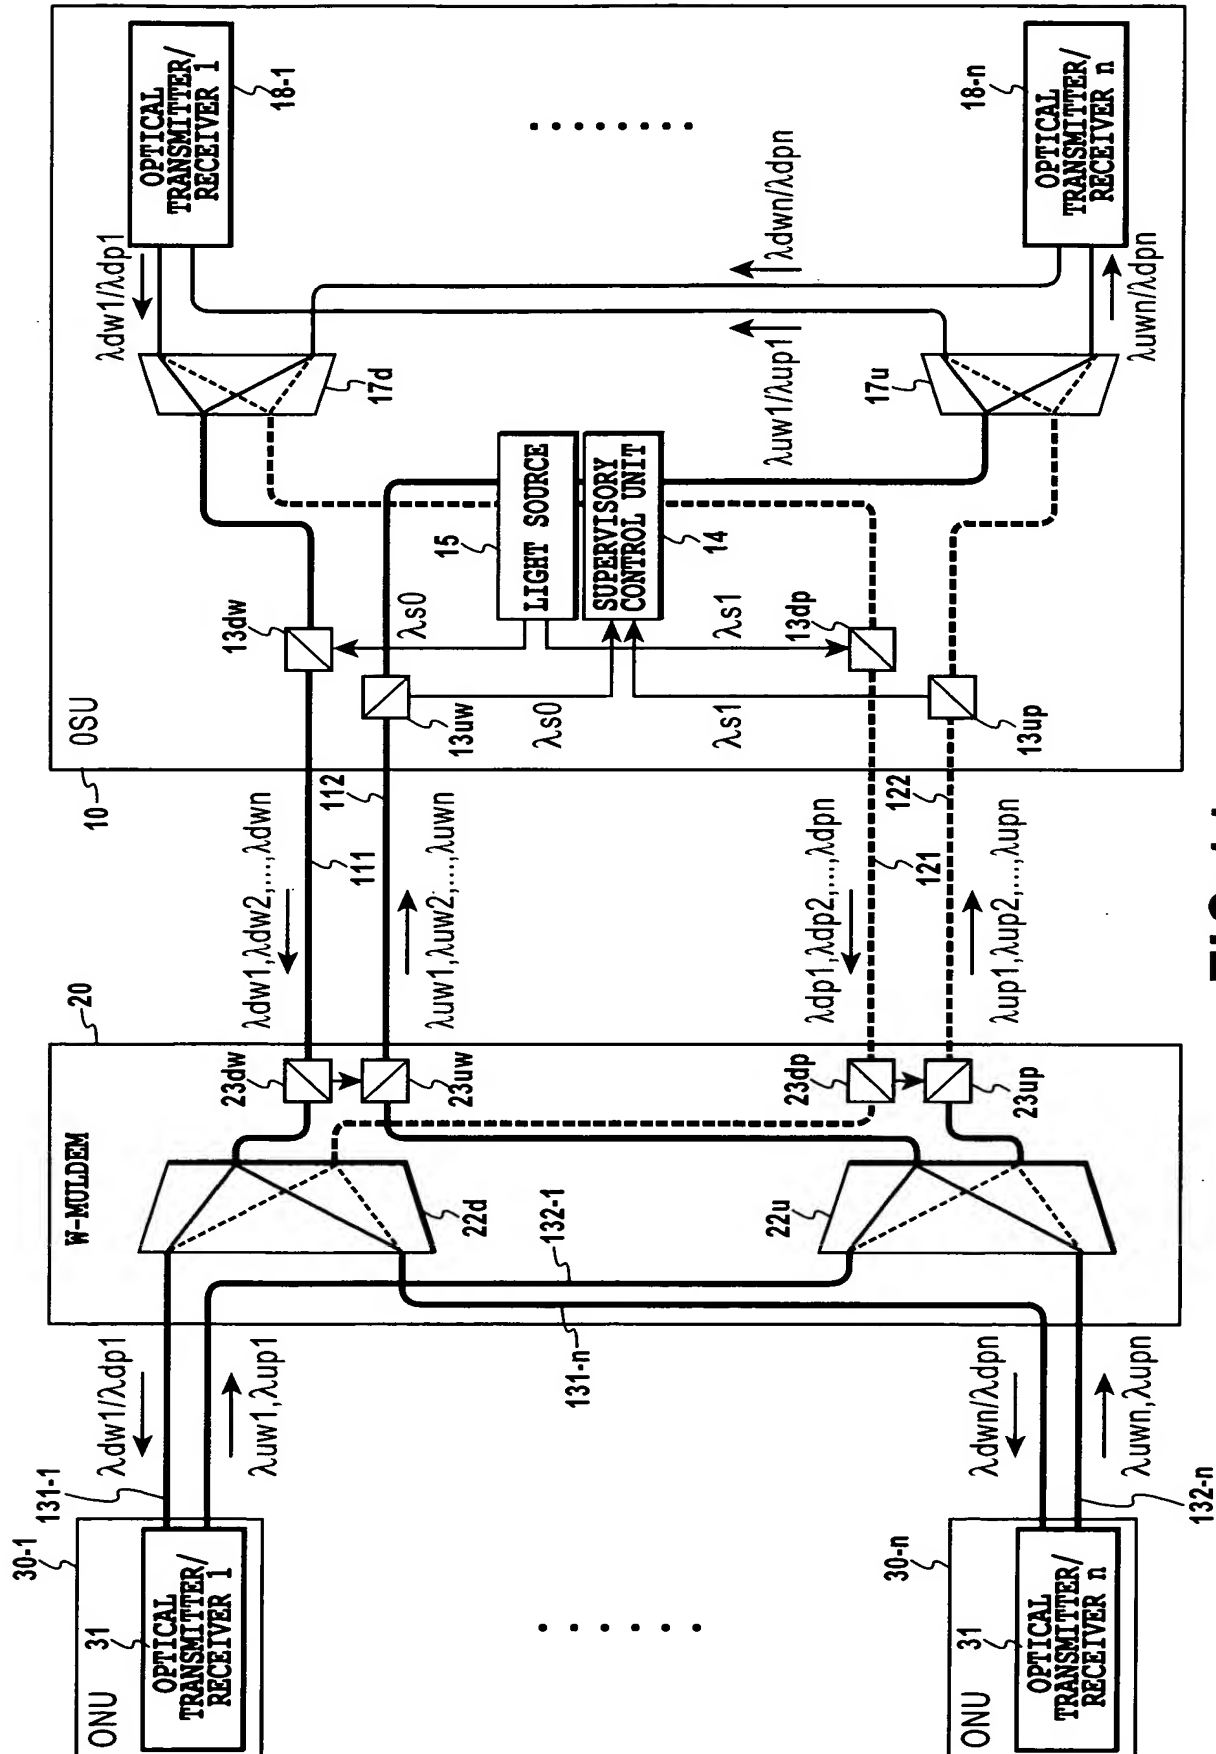 30-1
ONU
31
OPTICAL
TRANSMITTER/
RECEIVER 1
131-1
λdw1/λdp1
λuw1,λup1
30-n
ONU
31
OPTICAL
TRANSMITTER/
RECEIVER n
132-n
λdwn/λdpn
λuwn,λupn
20
W-MULDEM
22d
22u
132-1
131-n
23dw
23uw
23dp
23up
λdw1,λdw2,...,λdwn
111
λuw1,λuw2,...,λuwn
112
λdp1,λdp2,...,λdpn
121
λup1,λup2,...,λupn
122
10
OSU
13dw
13uw
13dp
13up
λs0
λs0
λs1
λs1
15
LIGHT SOURCE
SUPERVISORY
CONTROL UNIT
14
17d
17u
λdw1/λdp1
λuw1/λup1
λdwn/λdpn
λuwn/λdpn
OPTICAL
TRANSMITTER/
RECEIVER 1
18-1
OPTICAL
TRANSMITTER/
RECEIVER n
18-n